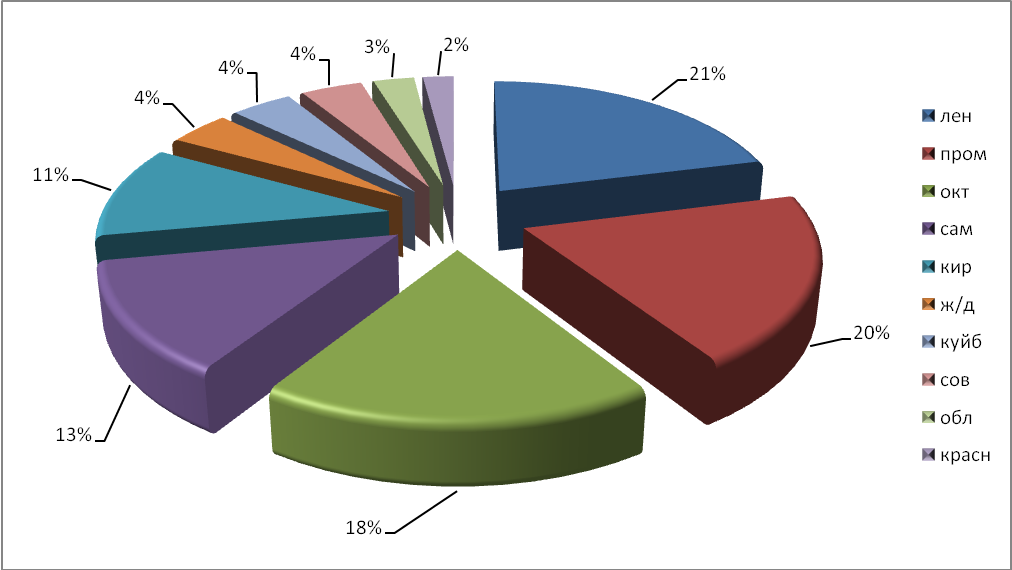 2%
3%
4%
4%
4%
21%
11%
20%
13%
18%
лен
пром
окт
сам
кир
ж/д
куйб
сов
обл
красн